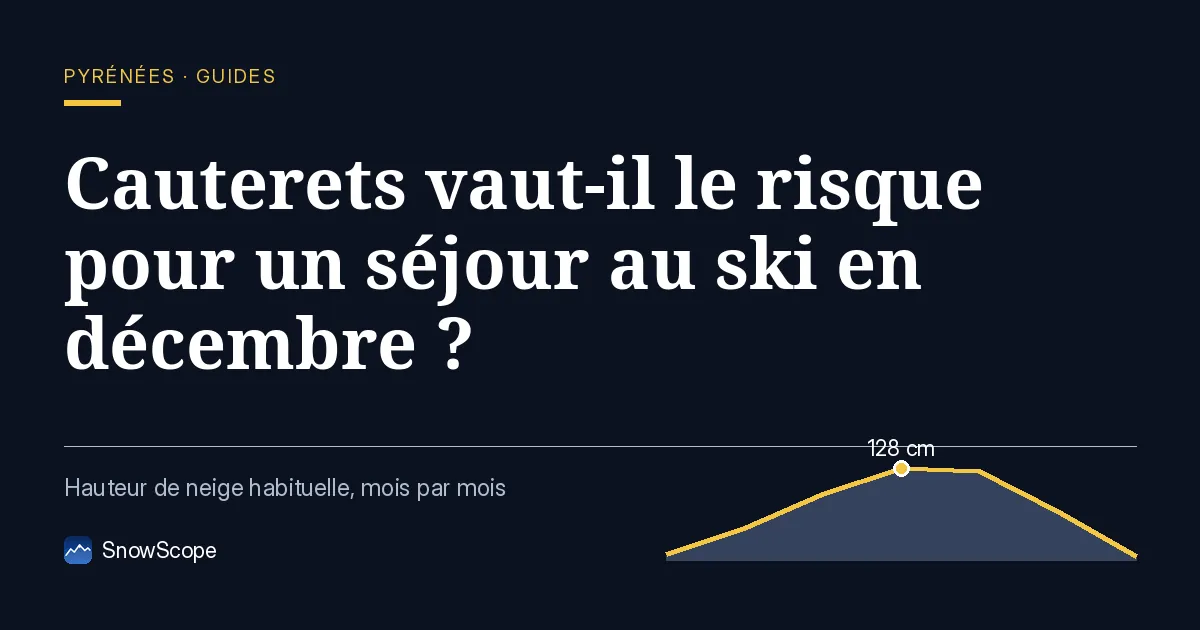 PYRÉNÉES · GUIDES
Cauterets vaut-il le risque
pour un séjour au ski en
décembre ?
128 cm
Hauteur de neige habituelle, mois par mois
SnowScope